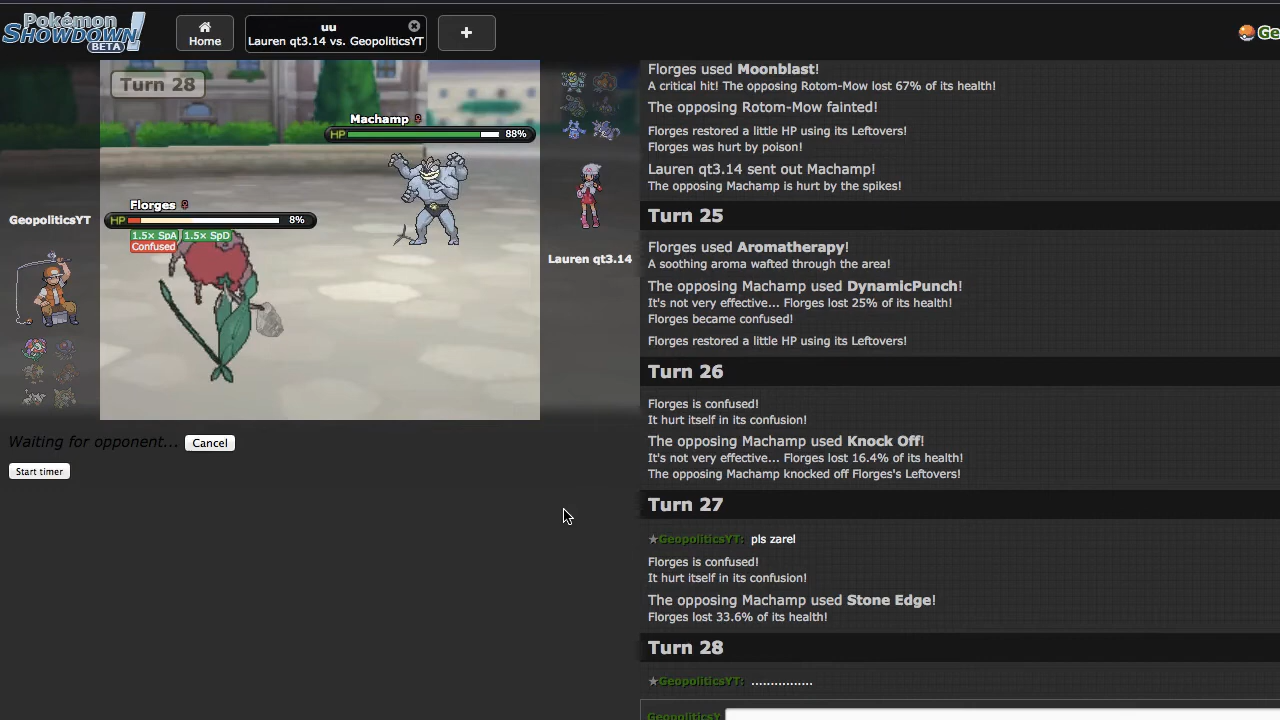 Pokémon
SHOWDOWN!
BETA
Home
uu
Lauren qt3.14 vs. GeopoliticsYT
+
Ge
Turn 28
Machamp
HP 88%
Florges
HP 8%
1.5× SpA 1.5× SpD
Confused
GeopoliticsYT
Lauren qt3.14
Waiting for opponent... Cancel
Start timer
Florges used Moonblast!
A critical hit! The opposing Rotom-Mow lost 67% of its health!
The opposing Rotom-Mow fainted!
Florges restored a little HP using its Leftovers!
Florges was hurt by poison!
Lauren qt3.14 sent out Machamp!
The opposing Machamp is hurt by the spikes!
Turn 25
Florges used Aromatherapy!
A soothing aroma wafted through the area!
The opposing Machamp used DynamicPunch!
It's not very effective... Florges lost 25% of its health!
Florges became confused!
Florges restored a little HP using its Leftovers!
Turn 26
Florges is confused!
It hurt itself in its confusion!
The opposing Machamp used Knock Off!
It's not very effective... Florges lost 16.4% of its health!
The opposing Machamp knocked off Florges's Leftovers!
Turn 27
★GeopoliticsYT: pls zarel
Florges is confused!
It hurt itself in its confusion!
The opposing Machamp used Stone Edge!
Florges lost 33.6% of its health!
Turn 28
★GeopoliticsYT: ................
GeopoliticsY